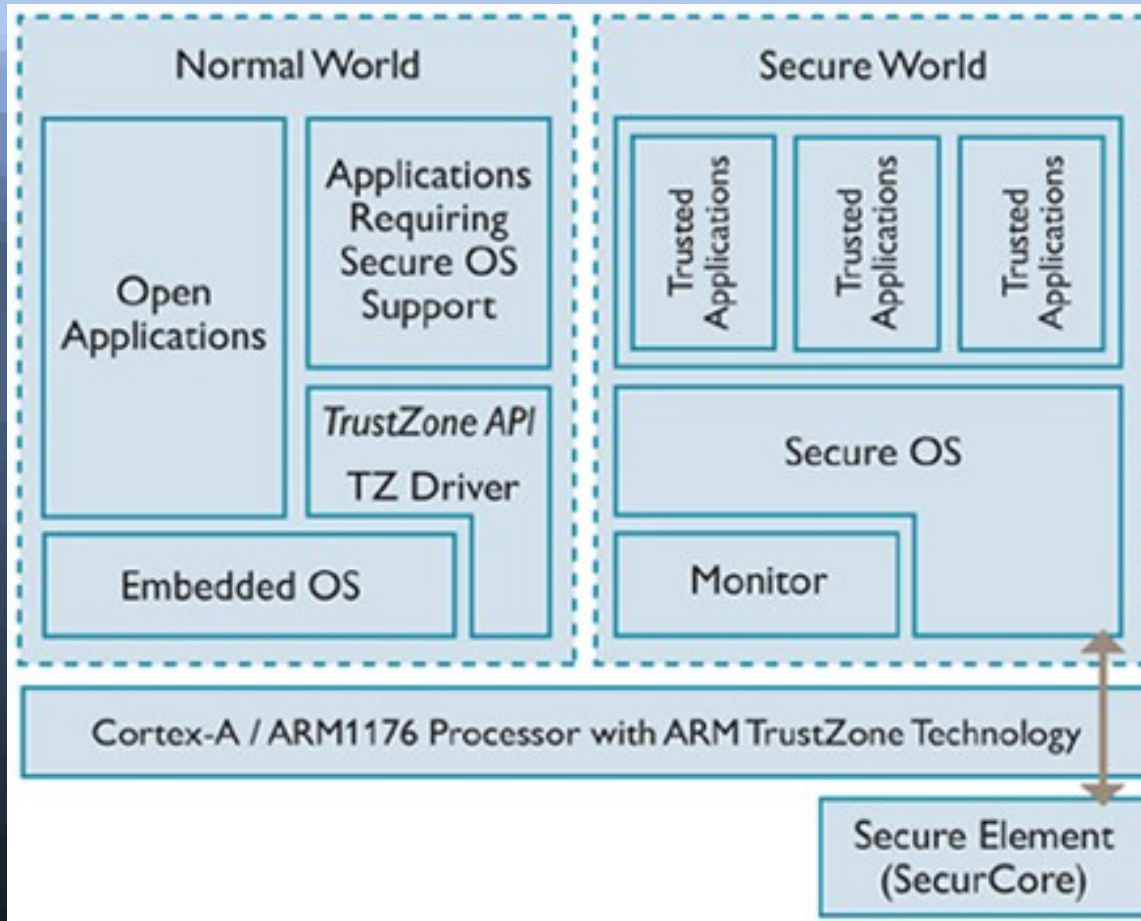 Normal World
Open
Applications
Applications
Requiring
Secure OS
Support
TrustZone API
TZ Driver
Embedded OS
Secure World
Trusted
Applications
Trusted
Applications
Trusted
Applications
Secure OS
Monitor
Cortex-A / ARM1176 Processor with ARM TrustZone Technology
Secure Element
(SecurCore)